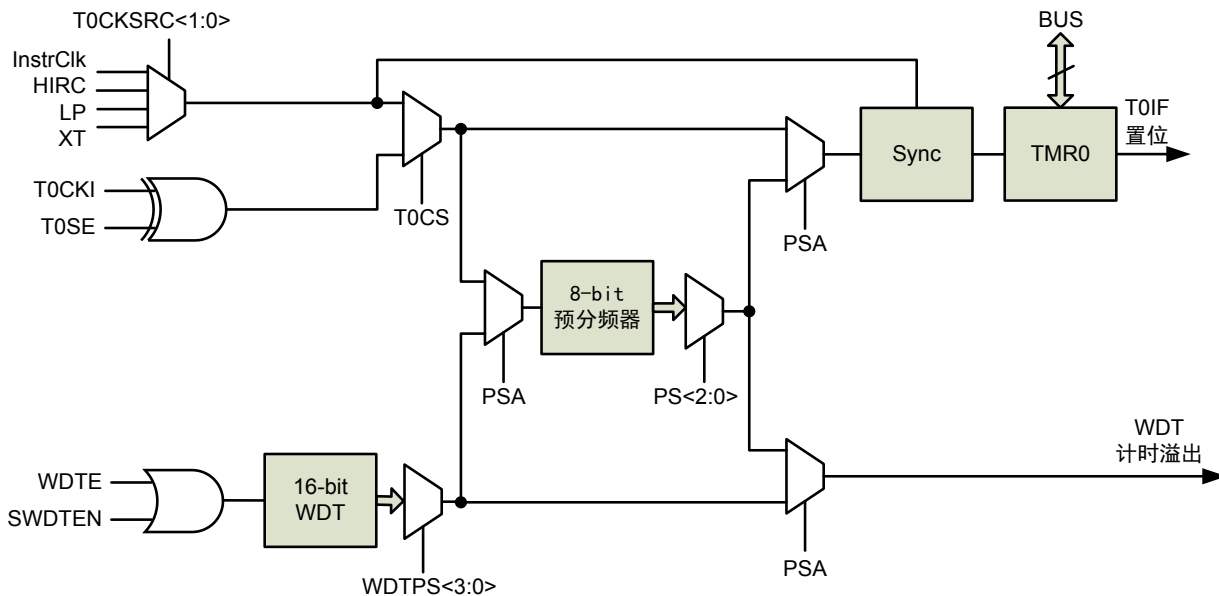 T0CKSRC<1:0>
BUS
InstrClk
HIRC
LP
XT
T0IF
置位
Sync
TMR0
T0CKI
T0SE
T0CS
PSA
8-bit
预分频器
PSA
PS<2:0>
WDT
计时溢出
WDTE
SWDTEN
16-bit
WDT
PSA
WDTPS<3:0>